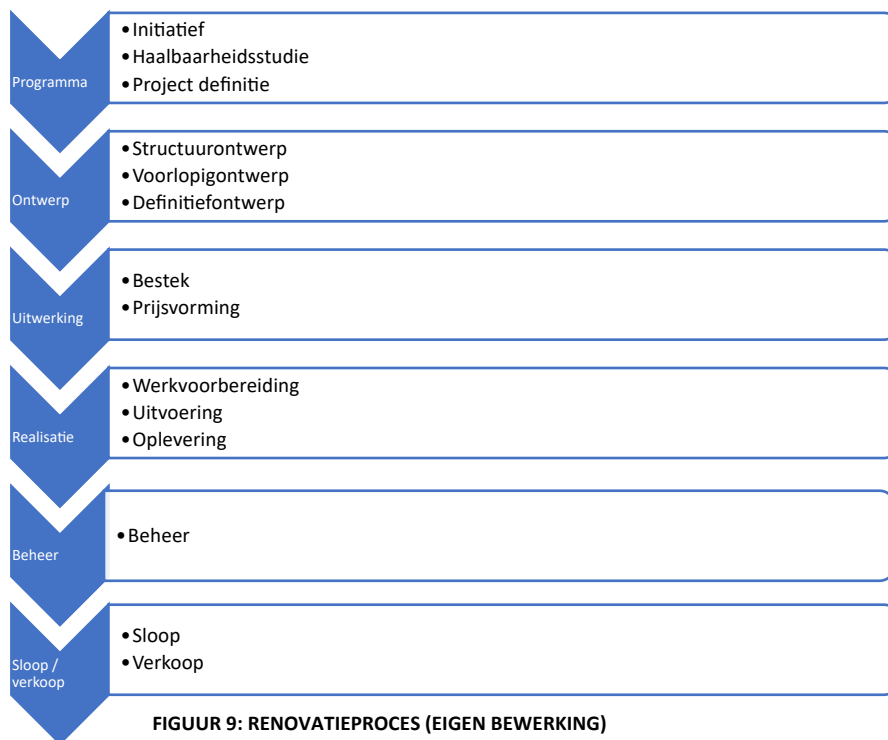 Programma
•Initiatief
•Haalbaarheidsstudie
•Project definitie
Ontwerp
•Structuurontwerp
•Voorlopigontwerp
•Definitiefontwerp
Uitwerking
•Bestek
•Prijsvorming
Realisatie
•Werkvoorbereiding
•Uitvoering
•Oplevering
Beheer
•Beheer
Sloop /
verkoop
•Sloop
•Verkoop
FIGUUR 9: RENOVATIEPROCES (EIGEN BEWERKING)